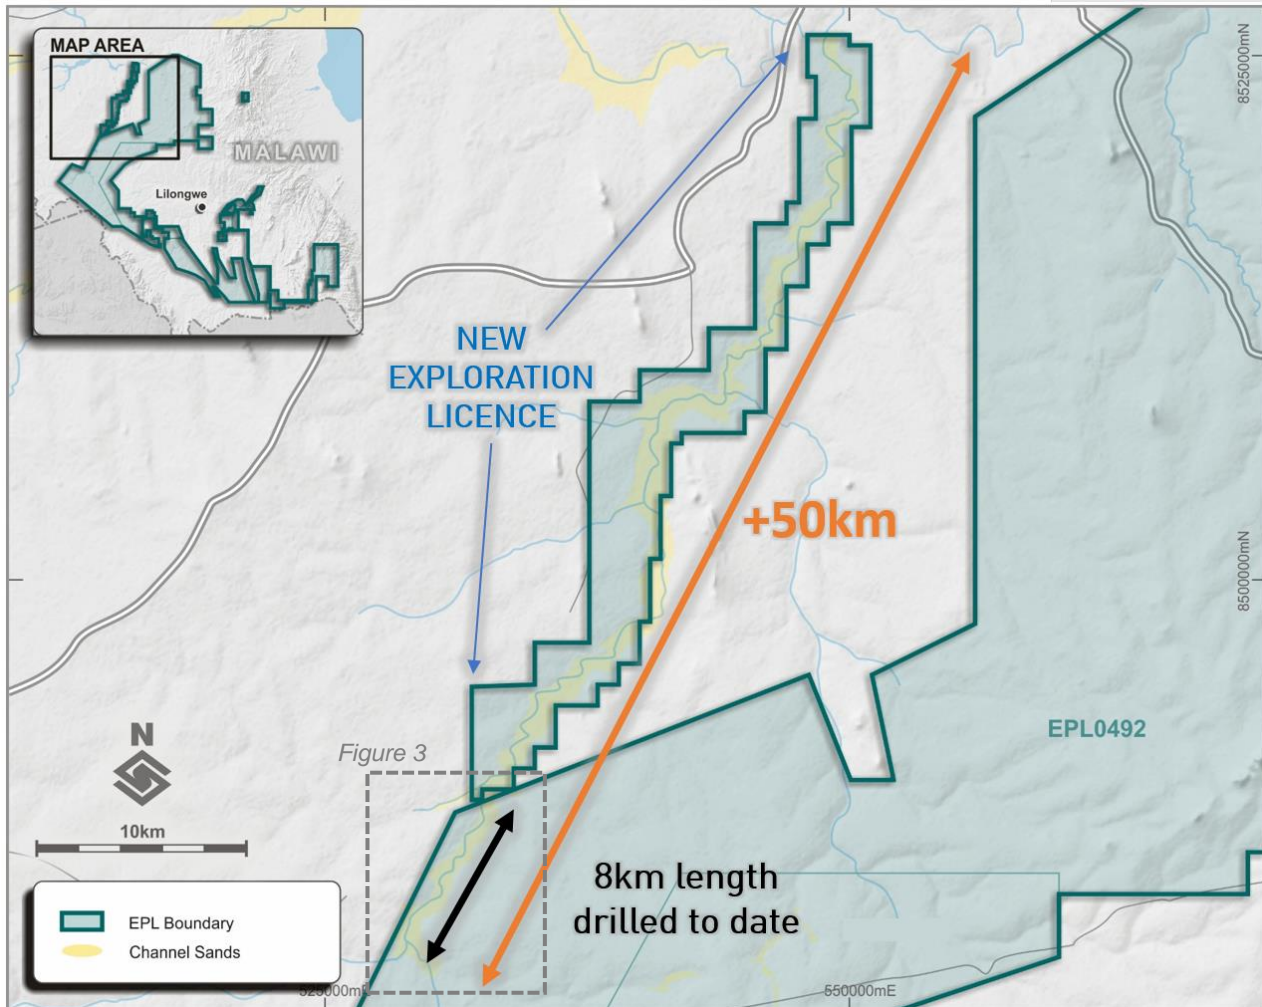 MAP AREA
MALAWI
Lilongwe
8525000mN
NEW
EXPLORATION
LICENCE
+50km
8500000mN
EPL0492
N
Figure 3
10km
8km length
drilled to date
EPL Boundary
Channel Sands
525000mE
550000mE